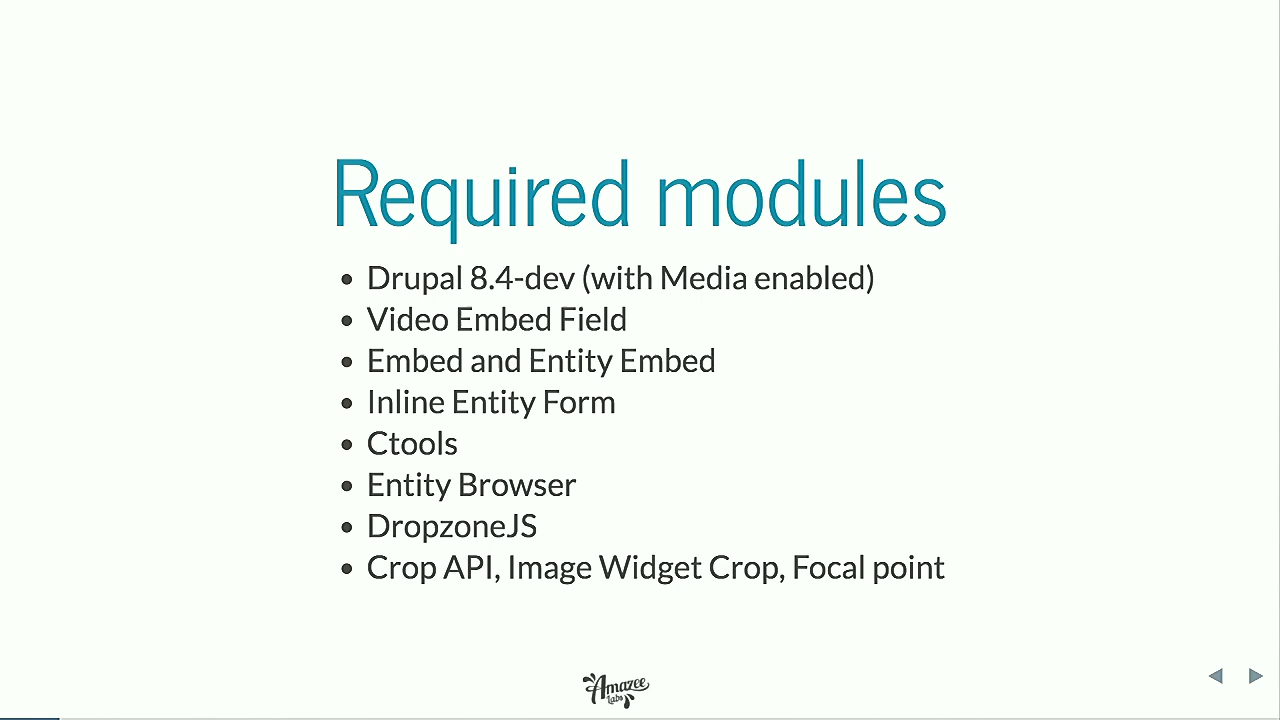 Required modules
Drupal 8.4-dev (with Media enabled)
Video Embed Field
Embed and Entity Embed
Inline Entity Form
Ctools
Entity Browser
DropzoneJS
Crop API, Image Widget Crop, Focal point
Amazee
Labs